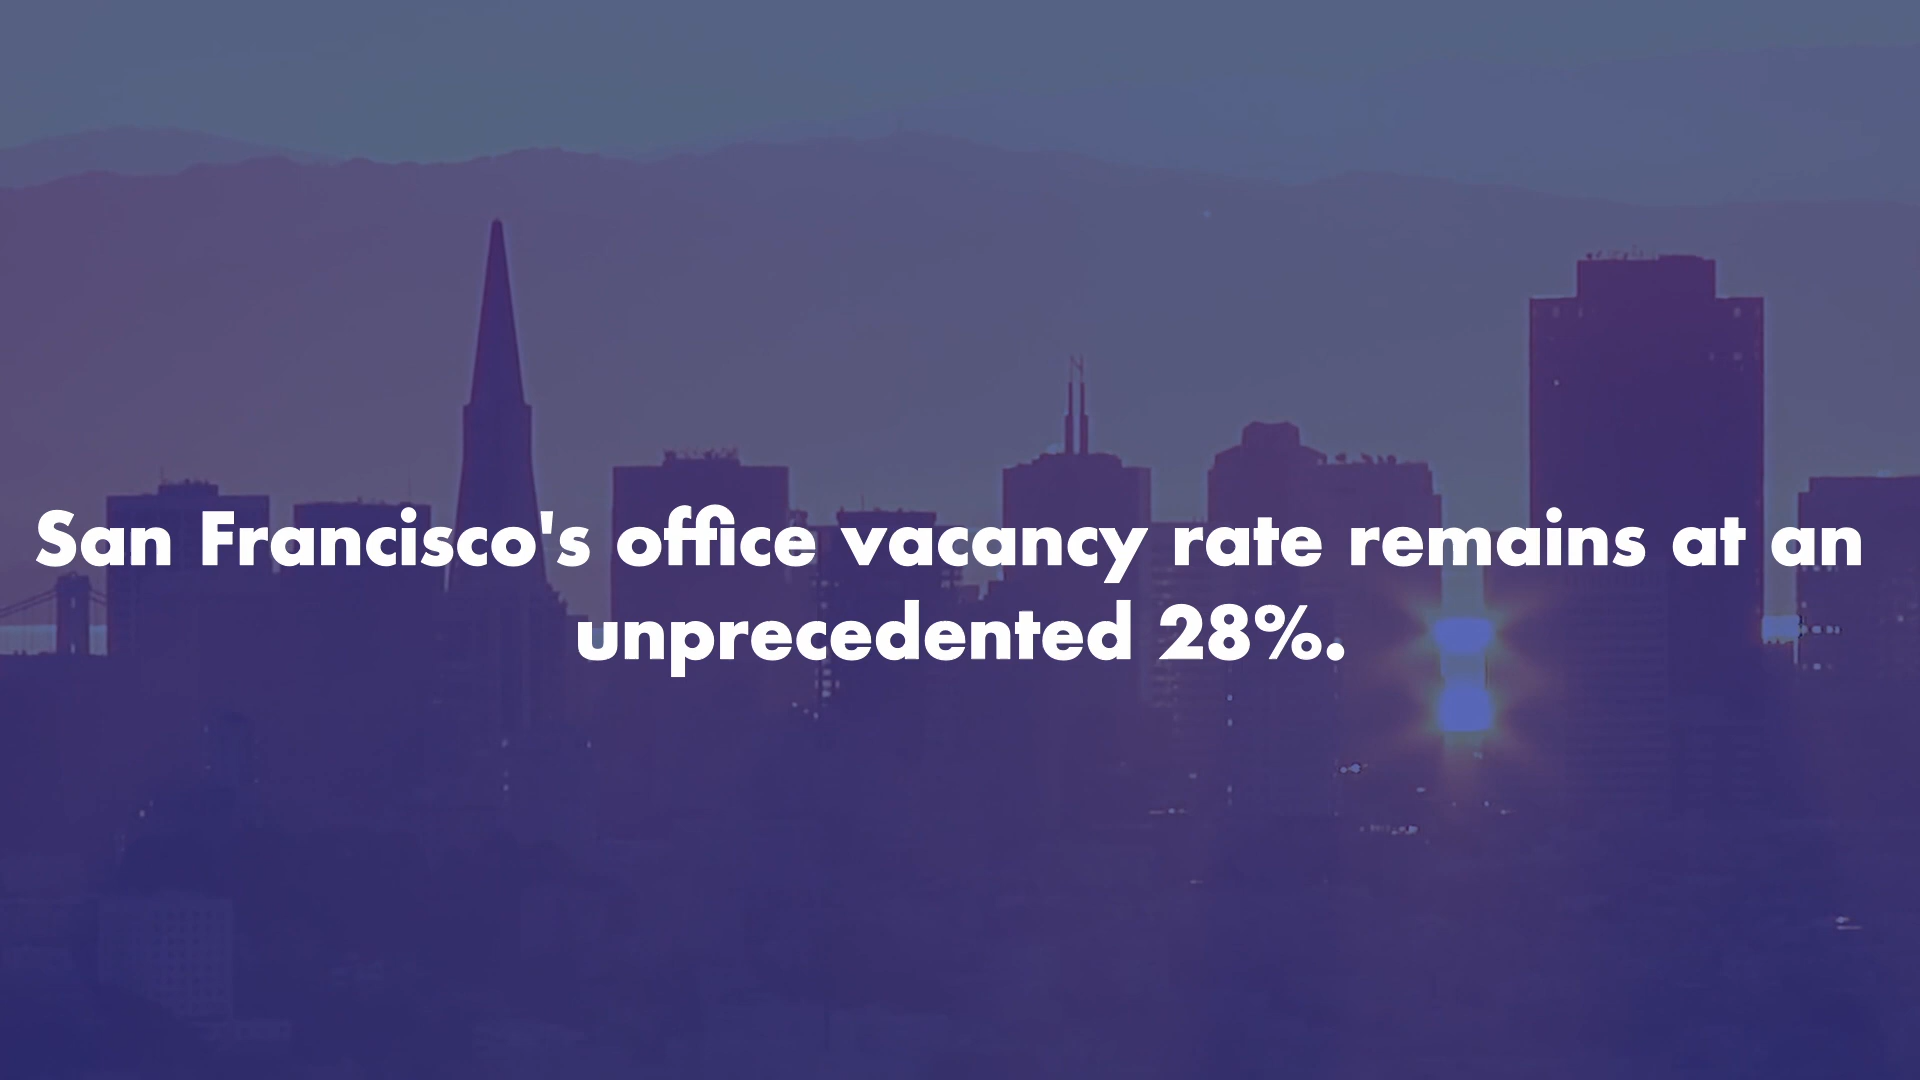 San Francisco's office vacancy rate remains at an
unprecedented 28%.